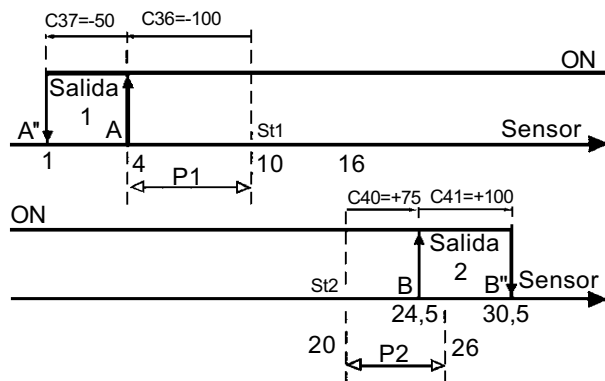 C37=-50 C36=-100
ON
Salida
1
A" A St1 Sensor
1 4 10 16
P1
C40=+75 C41=+100
ON
Salida
2
St2 B B" Sensor
24,5 30,5
20 26
P2